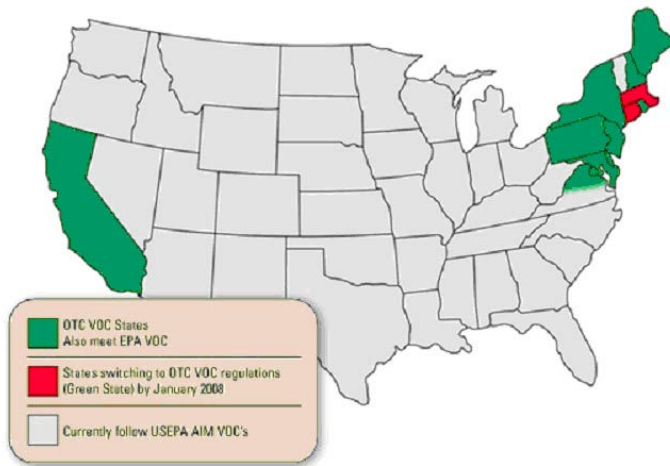 OTC VOC States
Also meet EPA VOC
States switching to OTC VOC regulations
(Green State) by January 2008
Currently follow USEPA AIM VOC's